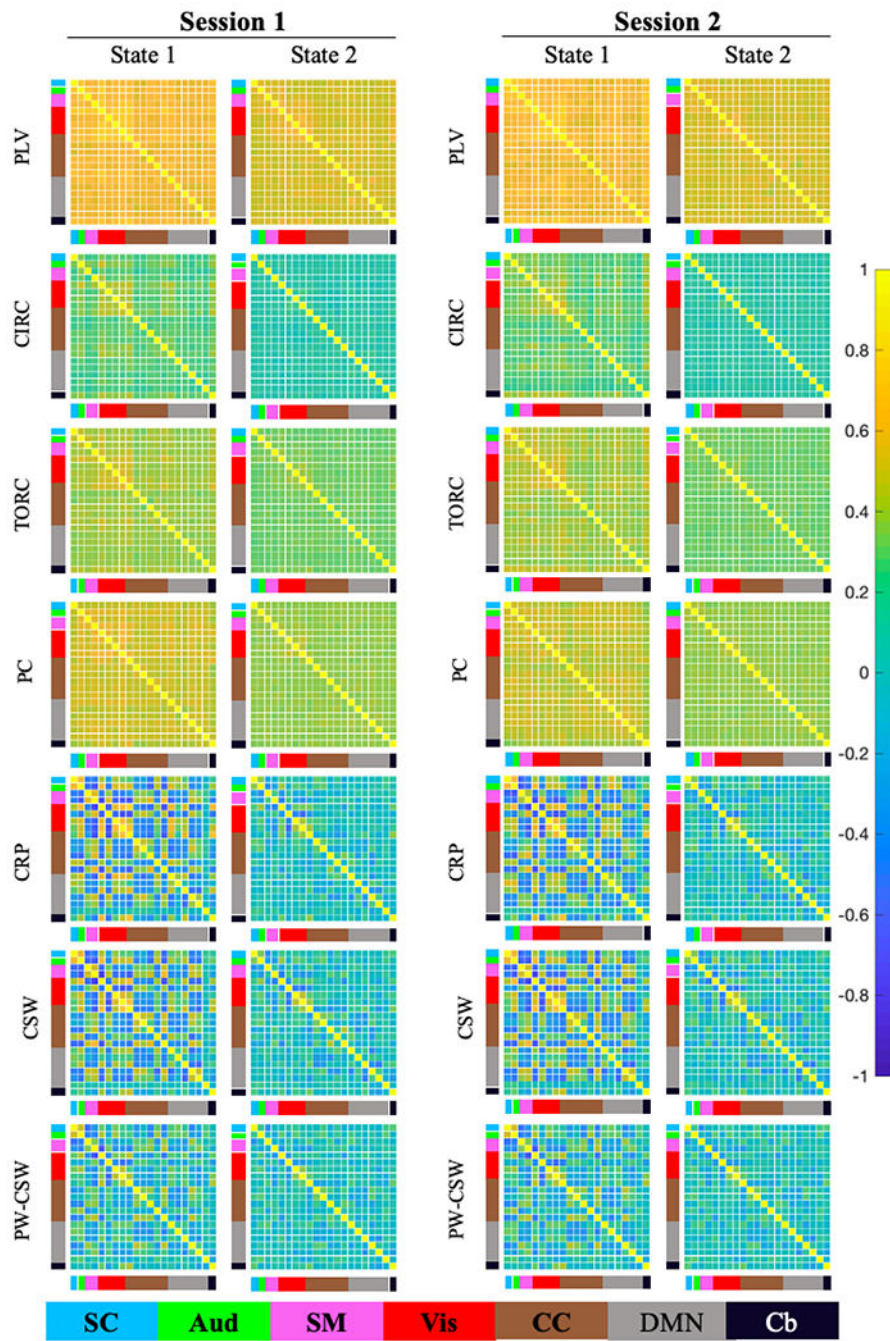 Session 1 Session 2
State 1 State 2 State 1 State 2
PLV PLV
CIRC CIRC
1
0.8
0.6
TORC TORC
0.4
0.2
PC PC
0
-0.2
CRP CRP
-0.4
-0.6
CSW CSW
-0.8
-1
PW-CSW PW-CSW
SC Aud SM Vis CC DMN Cb